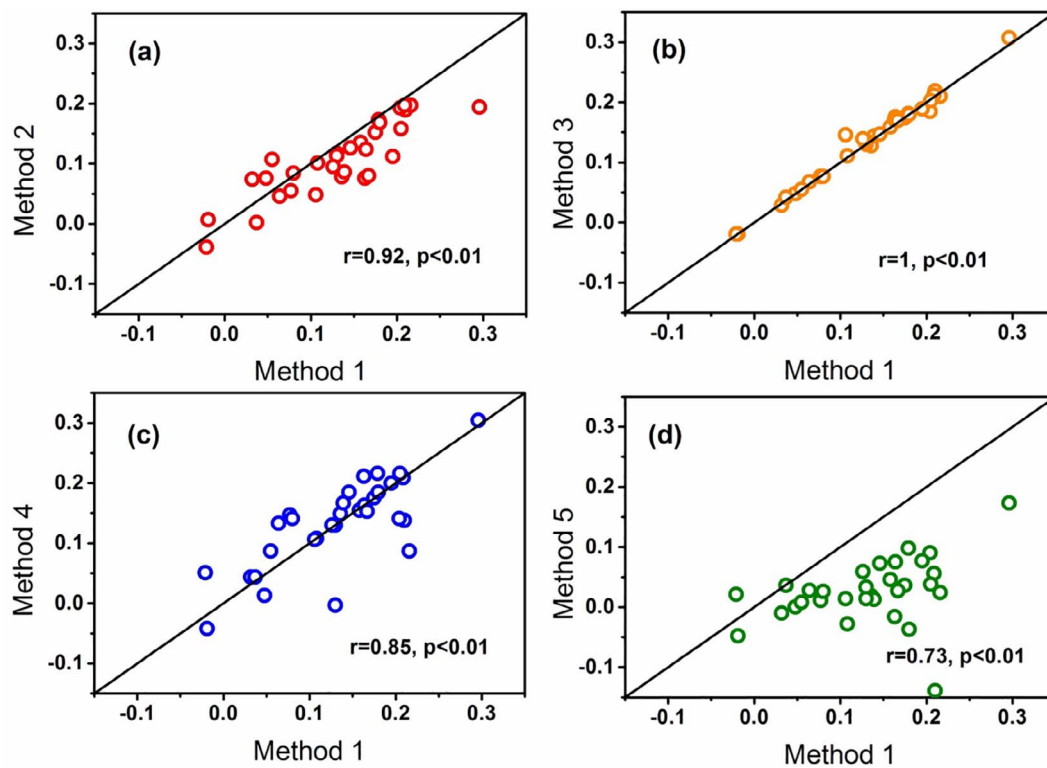 (a)
0.3
0.2
0.1
0.0
-0.1
Method 2
r=0.92, p<0.01
-0.1 0.0 0.1 0.2 0.3
Method 1
(b)
0.3
0.2
0.1
0.0
-0.1
Method 3
r=1, p<0.01
-0.1 0.0 0.1 0.2 0.3
Method 1
(c)
0.3
0.2
0.1
0.0
-0.1
Method 4
r=0.85, p<0.01
-0.1 0.0 0.1 0.2 0.3
Method 1
(d)
0.3
0.2
0.1
0.0
-0.1
Method 5
r=0.73, p<0.01
-0.1 0.0 0.1 0.2 0.3
Method 1